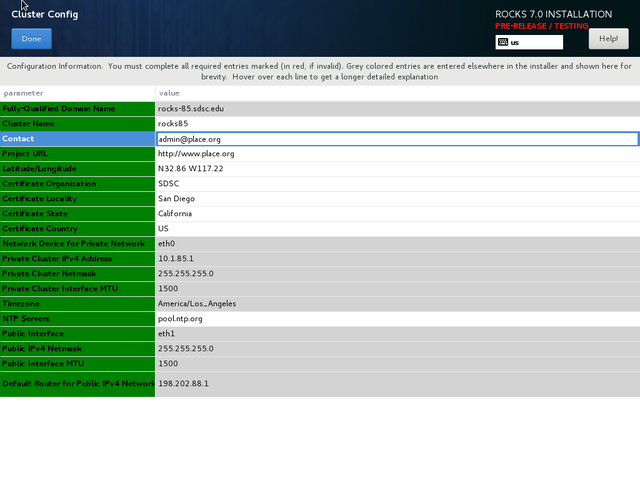 Cluster Config
ROCKS 7.0 INSTALLATION
PRE-RELEASE / TESTING
Done
us
Help!
Configuration Information. You must complete all required entries marked (in red, if invalid). Grey colored entries are entered elsewhere in the installer and shown here for
brevity. Hover over each line to get a longer detailed explanation
parameter value
Fully-Qualified Domain Name rocks-85.sdsc.edu
Cluster Name rocks85
Contact admin@place.org
Project URL http://www.place.org
Latitude/Longitude N32.86 W117.22
Certificate Organization SDSC
Certificate Locality San Diego
Certificate State California
Certificate Country US
Network Device for Private Network eth0
Private Cluster IPv4 Address 10.1.85.1
Private Cluster Netmask 255.255.255.0
Private Cluster Interface MTU 1500
Timezone America/Los_Angeles
NTP Servers pool.ntp.org
Public Interface eth1
Public IPv4 Netmask 255.255.255.0
Public Interface MTU 1500
Default Router for Public IPv4 Network 198.202.88.1